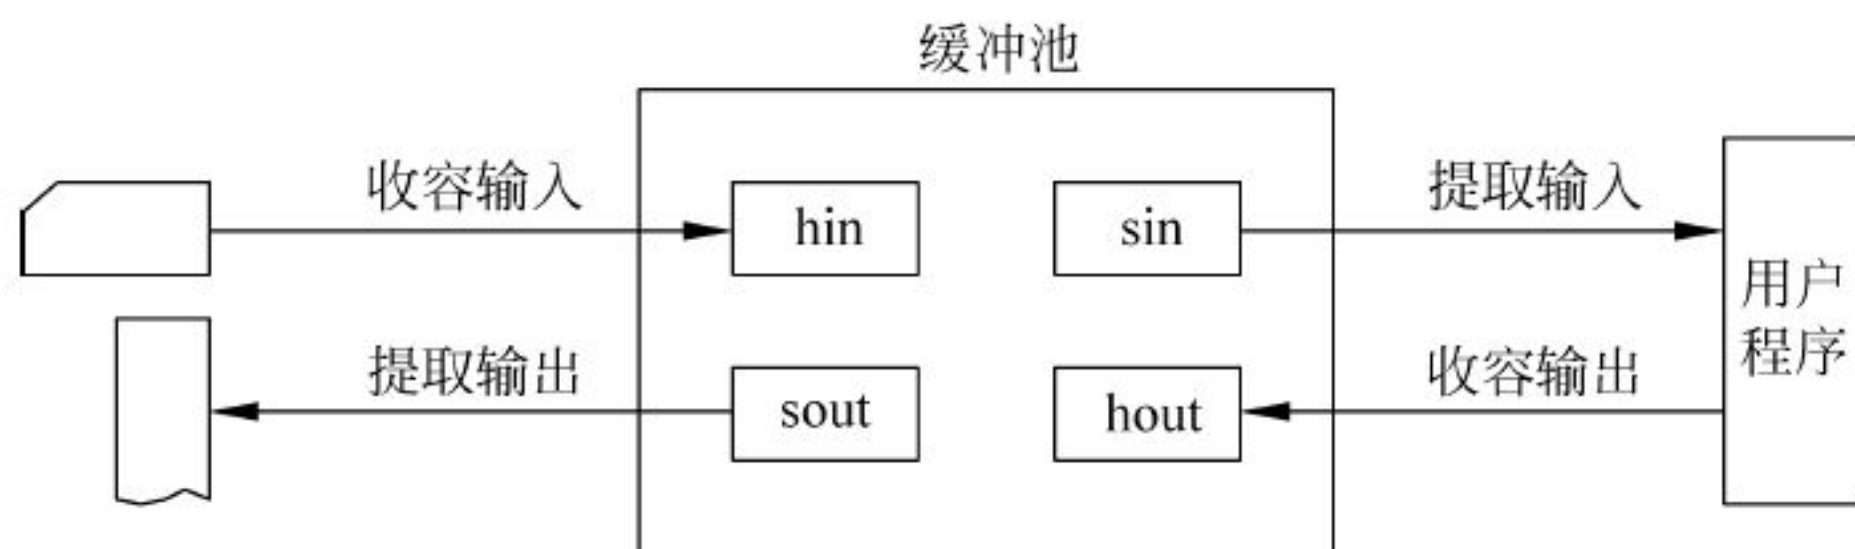 缓冲池
收容输入
hin
sin
提取输入
用户
程序
提取输出
sout
hout
收容输出